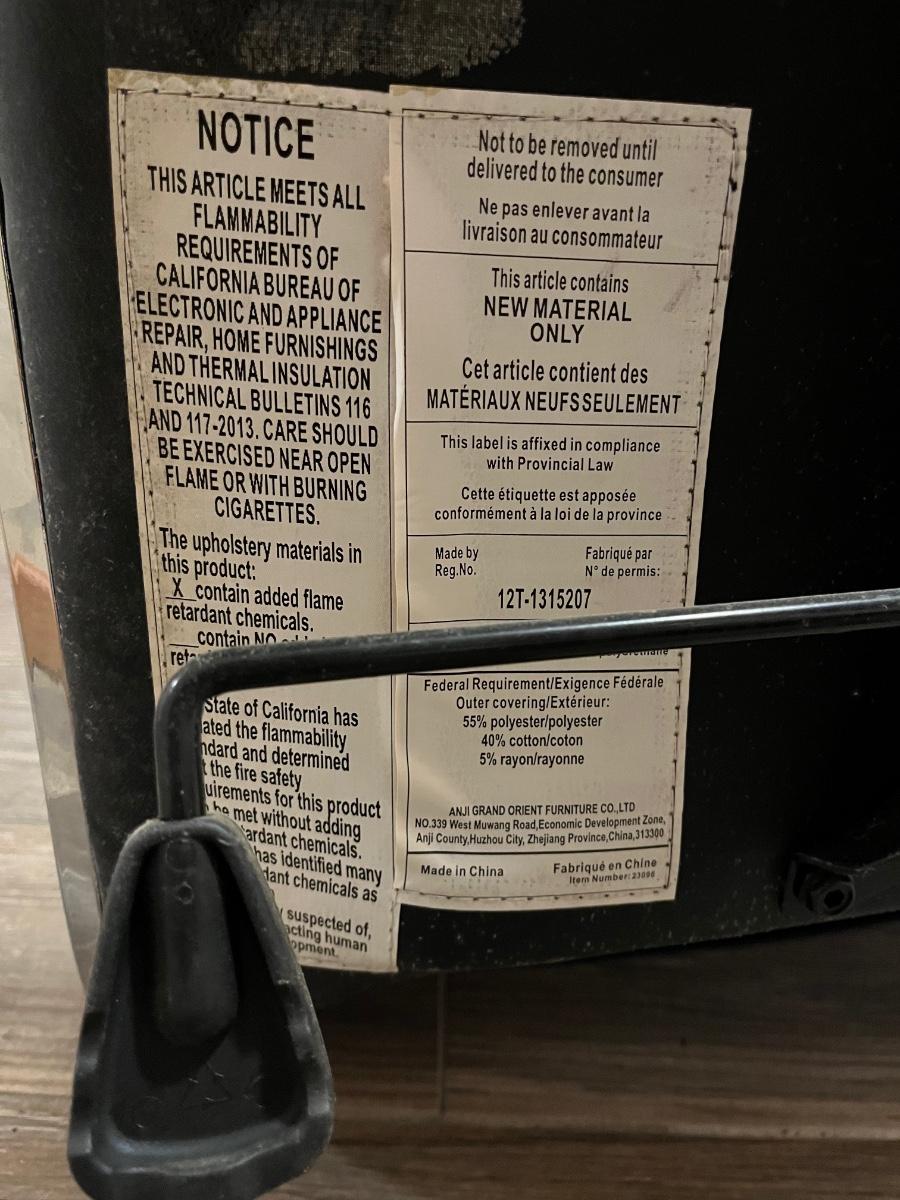 NOTICE
THIS ARTICLE MEETS ALL
FLAMMABILITY
REQUIREMENTS OF
CALIFORNIA BUREAU OF
ELECTRONIC AND APPLIANCE
REPAIR, HOME FURNISHINGS
AND THERMAL INSULATION
TECHNICAL BULLETINS 116
AND 117-2013. CARE SHOULD
BE EXERCISED NEAR OPEN
FLAME OR WITH BURNING
CIGARETTES.
The upholstery materials in
this product:
X contain added flame
retardant chemicals.
contain NO
State of California has
ated the flammability
ndard and determined
t the fire safety
uirements for this product
be met without adding
ardant chemicals.
has identified many
dant chemicals as
suspected of,
acting human
opment.
Not to be removed until
delivered to the consumer
Ne pas enlever avant la
livraison au consommateur
This article contains
NEW MATERIAL
ONLY
Cet article contient des
MATÉRIAUX NEUFS SEULEMENT
This label is affixed in compliance
with Provincial Law
Cette étiquette est apposée
conformément à la loi de la province
Made by Fabriqué par
Reg.No. N° de permis:
12T-1315207
Federal Requirement/Exigence Fédérale
Outer covering/Extérieur:
55% polyester/polyester
40% cotton/coton
5% rayon/rayonne
ANJI GRAND ORIENT FURNITURE CO.,LTD
NO.339 West Muwang Road,Economic Development Zone,
Anji County,Huzhou City, Zhejiang Province,China,313300
Made in China Fabriqué en Chine
Item Number: 23096